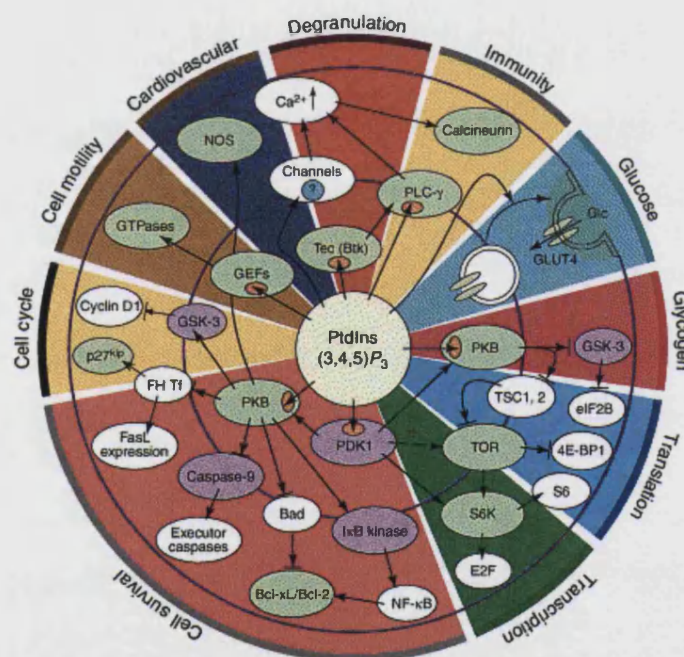 Degranulation
Immunity
Glucose
Glycogen
Translation
Transcription
Cell survival
Cell cycle
Cell motility
Cardiovascular
Ca²⁺
NOS
Calcineurin
Channels
?
PLC-γ
Glc
GTPases
Tec (Btk)
GLUT4
GEFs
Cyclin D1
GSK-3
PtdIns
(3,4,5)P₃
PKB
GSK-3
p27ᴷⁱᵖ
FH Tf
PKB
TSC1, 2
eIF2B
PDK1
TOR
4E-BP1
FasL
expression
Caspase-9
S6
Bad
IκB kinase
S6K
Executor
caspases
E2F
Bcl-xL/Bcl-2
NF-κB